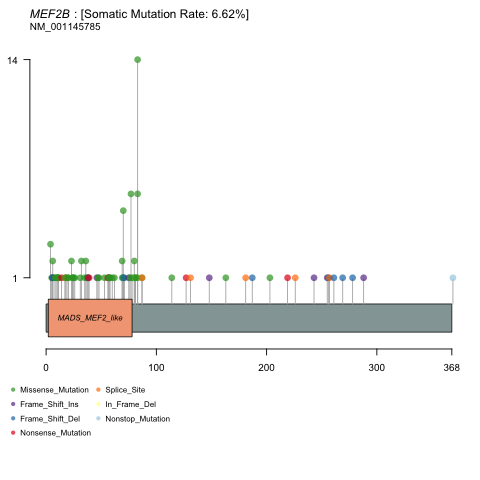 MEF2B : [Somatic Mutation Rate: 6.62%]
NM_001145785
14
1
MADS_MEF2_like
0 100 200 300 368
Missense_Mutation Splice_Site
Frame_Shift_Ins In_Frame_Del
Frame_Shift_Del Nonstop_Mutation
Nonsense_Mutation